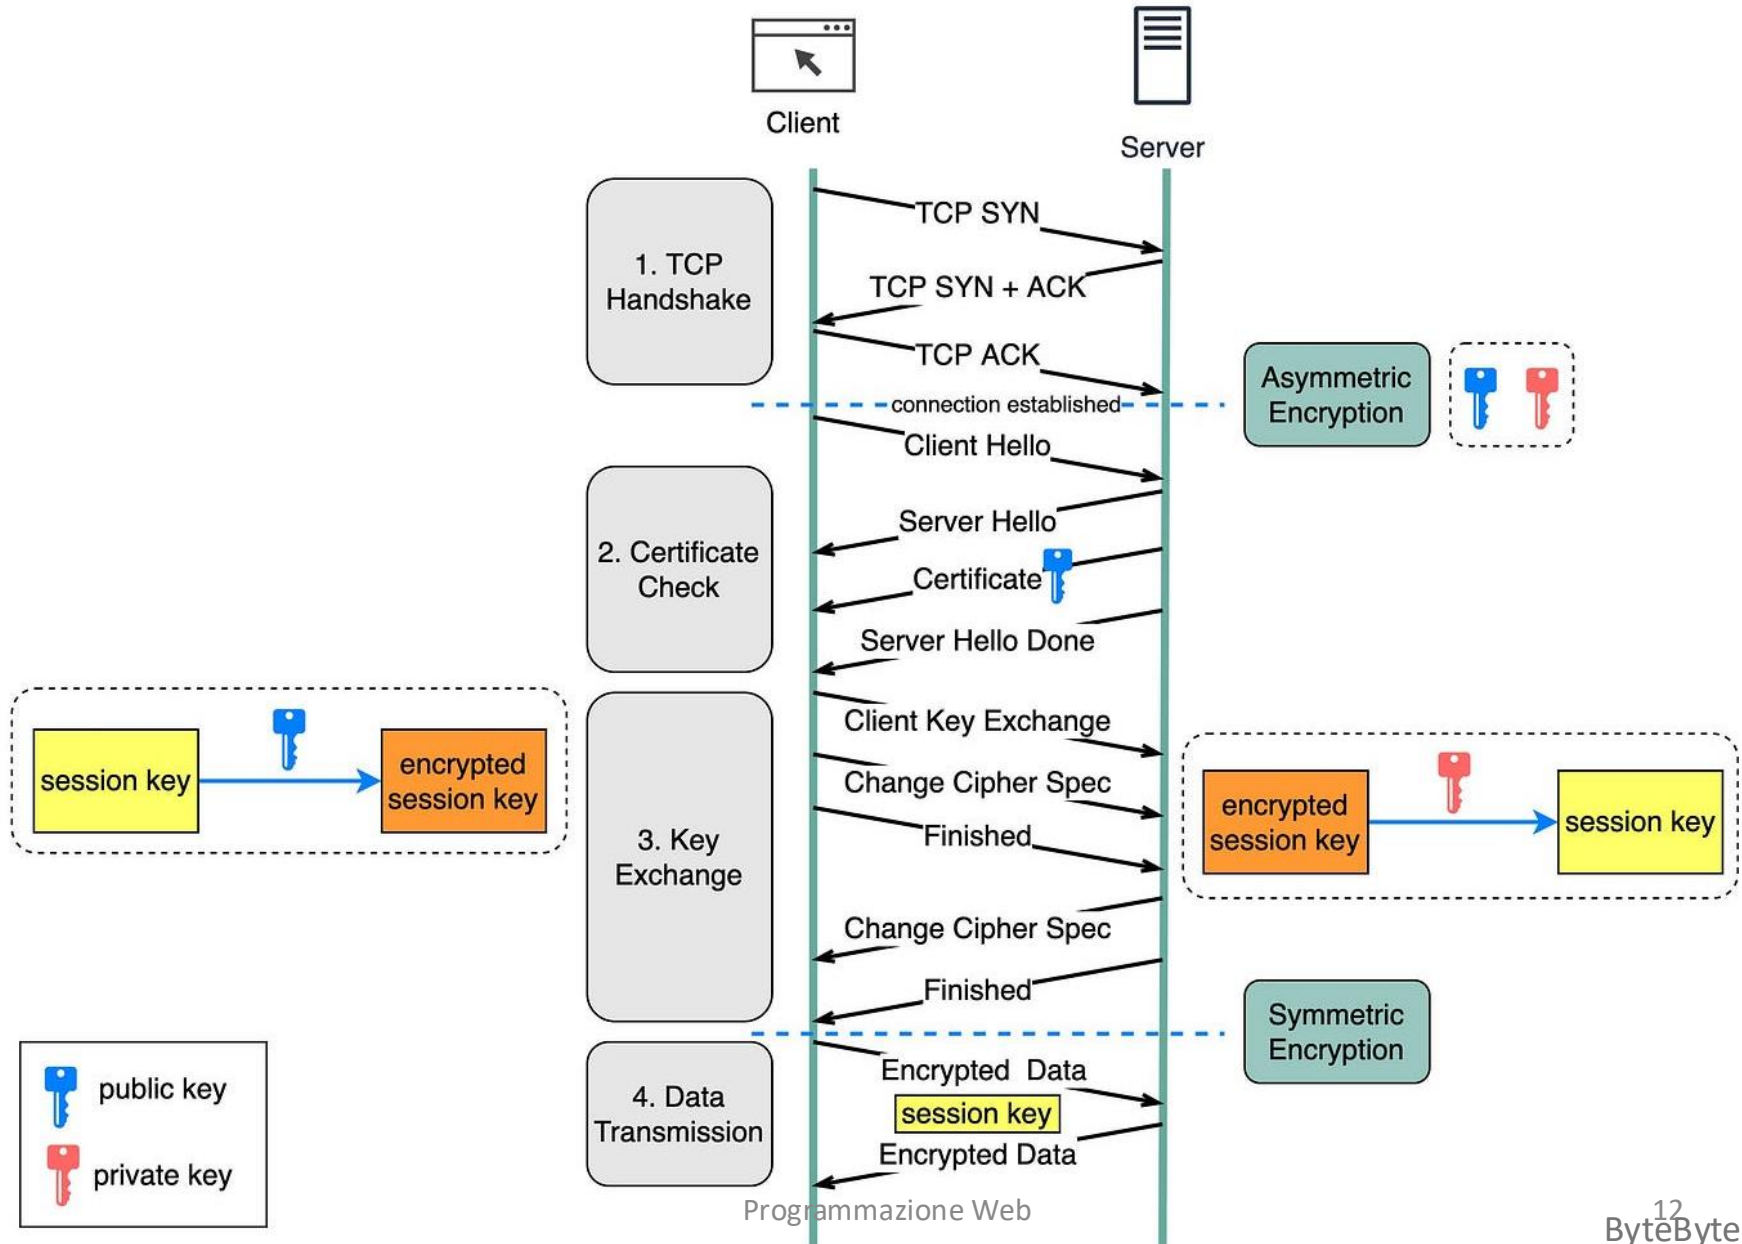 Client
Server
TCP SYN
1. TCP
Handshake
TCP SYN + ACK
TCP ACK
Asymmetric
Encryption
connection established
Client Hello
Server Hello
2. Certificate
Check
Certificate
Server Hello Done
Client Key Exchange
session key
encrypted
session key
Change Cipher Spec
encrypted
session key
session key
3. Key
Exchange
Finished
Change Cipher Spec
Finished
Symmetric
Encryption
Encrypted Data
public key
4. Data
Transmission
session key
Encrypted Data
private key
Programmazione Web
12
ByteByte